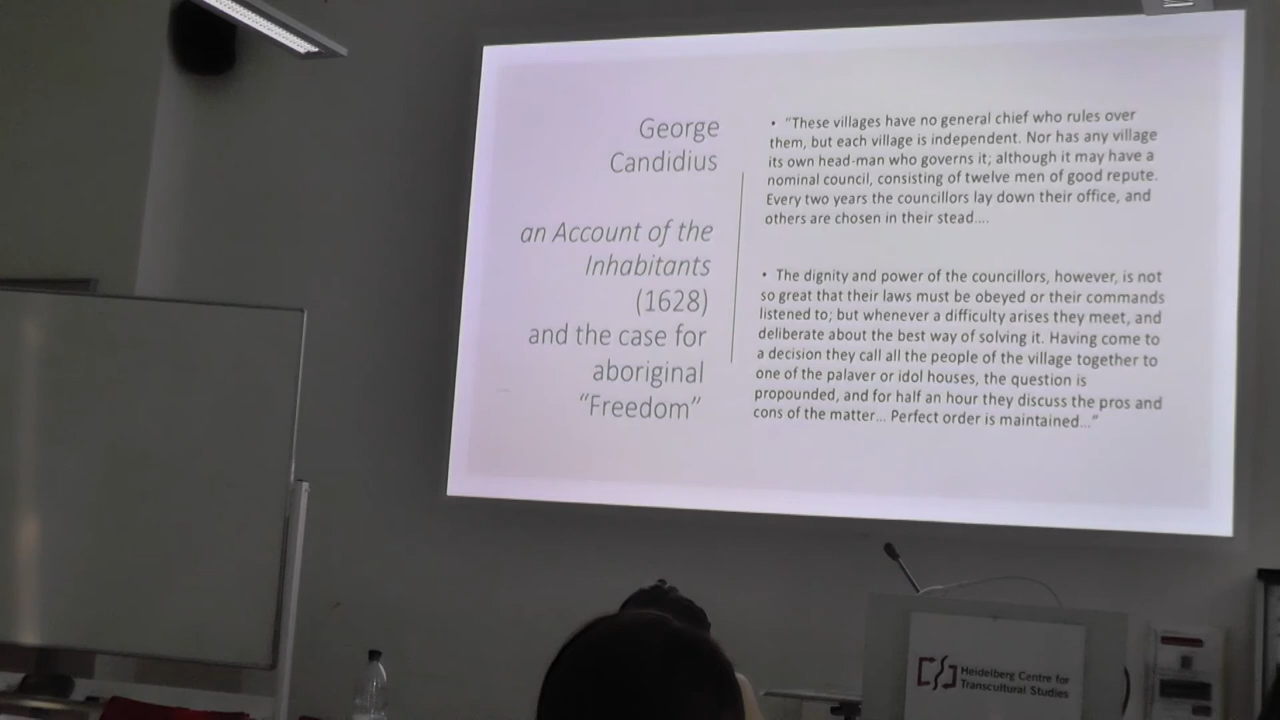 George
Candidius
an Account of the
Inhabitants
(1628)
and the case for
aboriginal
“Freedom”
• “These villages have no general chief who rules over
them, but each village is independent. Nor has any village
its own head-man who governs it; although it may have a
nominal council, consisting of twelve men of good repute.
Every two years the councillors lay down their office, and
others are chosen in their stead....
• The dignity and power of the councillors, however, is not
so great that their laws must be obeyed or their commands
listened to; but whenever a difficulty arises they meet, and
deliberate about the best way of solving it. Having come to
a decision they call all the people of the village together to
one of the palaver or idol houses, the question is
propounded, and for half an hour they discuss the pros and
cons of the matter... Perfect order is maintained...”
Heidelberg Centre for
Transcultural Studies